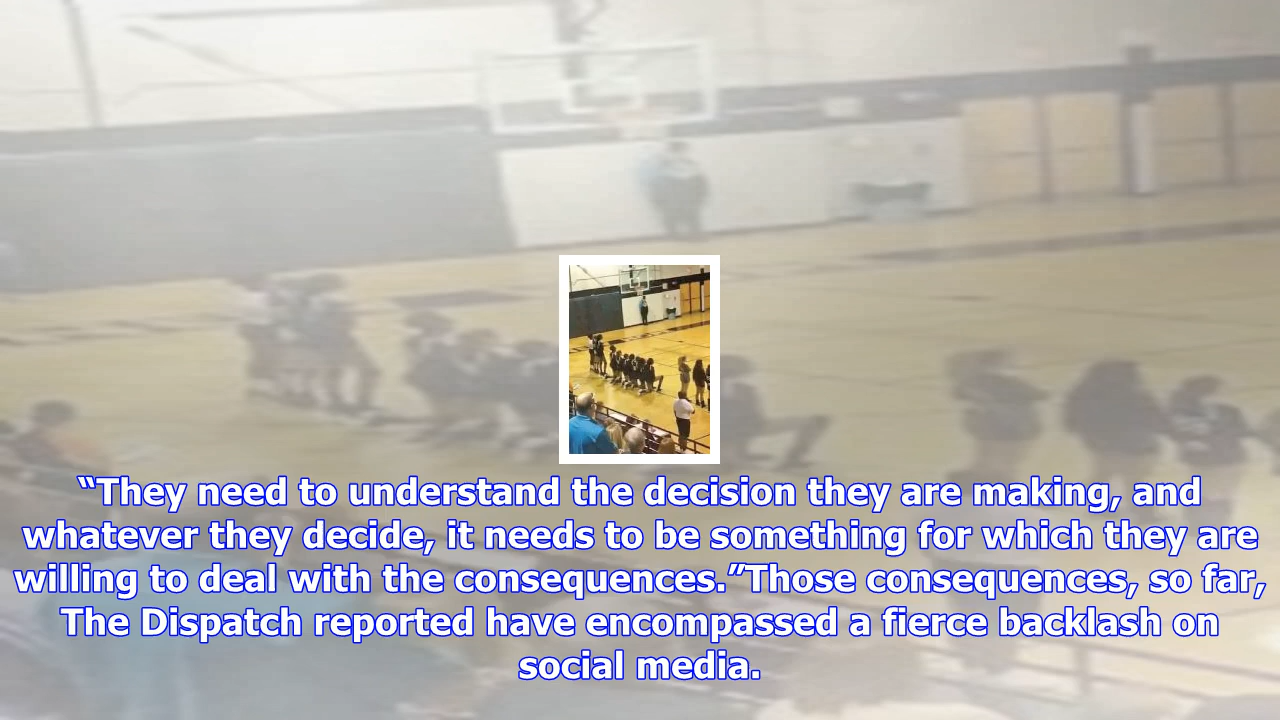 “They need to understand the decision they are making, and
whatever they decide, it needs to be something for which they are
willing to deal with the consequences.”Those consequences, so far,
The Dispatch reported have encompassed a fierce backlash on
social media.